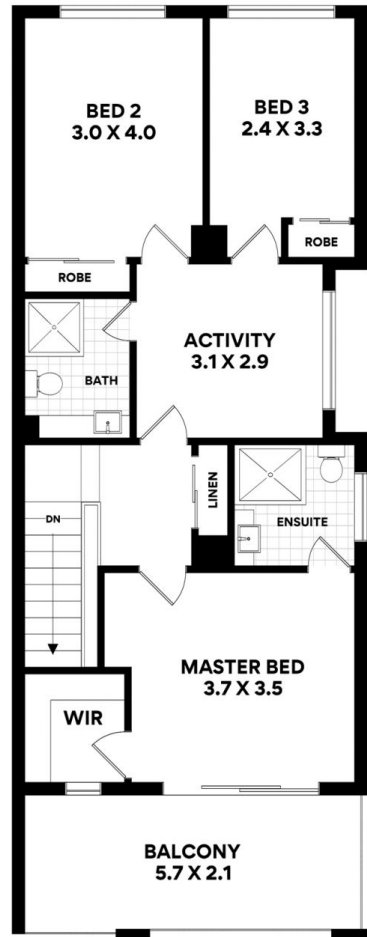 BED 2
3.0 X 4.0
BED 3
2.4 X 3.3
ROBE
ROBE
ACTIVITY
3.1 X 2.9
BATH
LINEN
ENSUITE
DN
MASTER BED
3.7 X 3.5
WIR
BALCONY
5.7 X 2.1